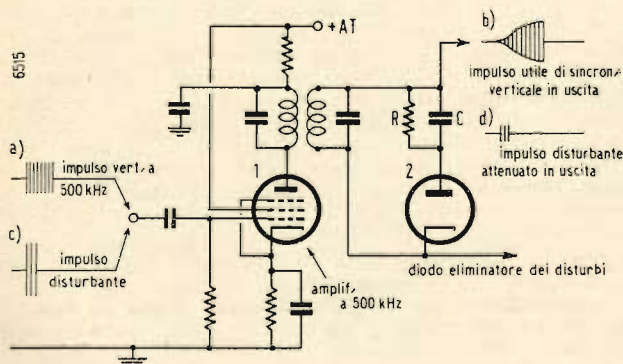 6515
+AT
b)
impulso utile di sincron.
verticale in uscita
d)
impulso disturbante
attenuato in uscita
R
C
1
2
a)
impulso vert. a
500 kHz
c)
impulso
disturbante
amplif.
a 500 kHz
diodo eliminatore dei disturbi